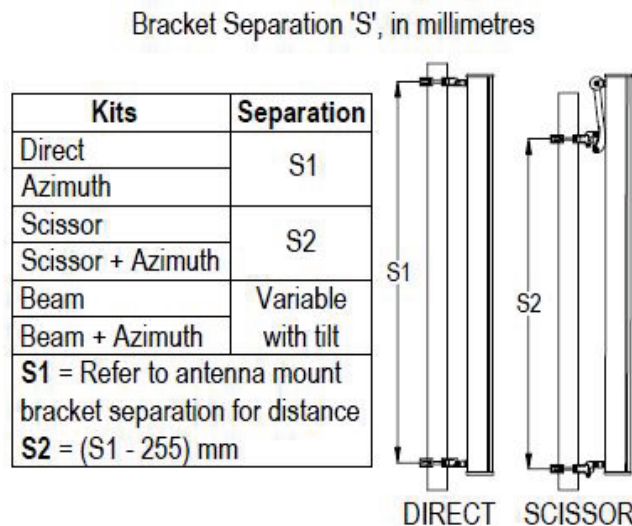 Bracket Separation 'S', in millimetres
Kits Separation
Direct
Azimuth
S1
Scissor
Scissor + Azimuth
S2
Beam
Beam + Azimuth
Variable
with tilt
S1 = Refer to antenna mount
bracket separation for distance
S2 = (S1 - 255) mm
S1
S2
DIRECT
SCISSOR